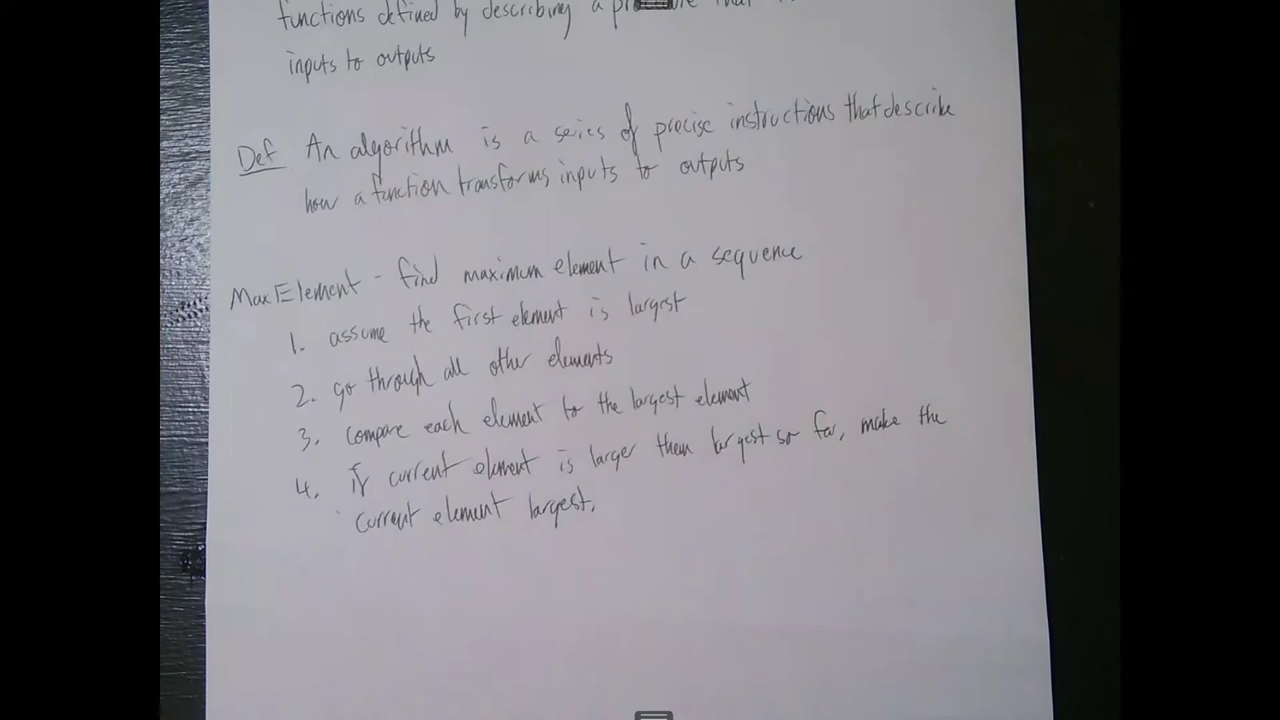 functions defined by describing a that
inputs to outputs
Def An algorithm is a series of precise instructions that describe
how a function transforms inputs to outputs
MaxElement - find maximum element in a sequence
1. assume the first element is largest
2. go through all other elements
3. compare each element to the largest element
4. if current element is larger than largest so far, make the
current element largest.